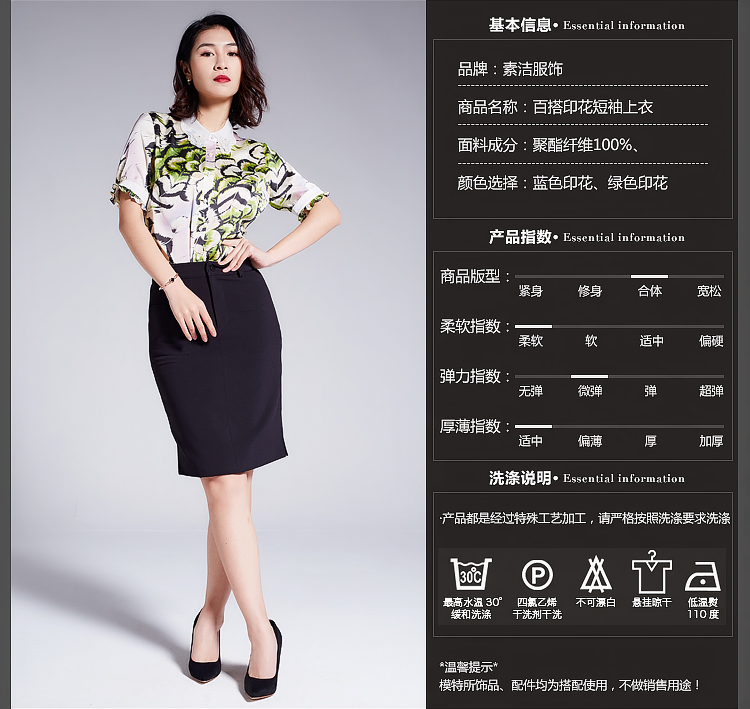 基本信息• Essential information
品牌：素洁服饰
商品名称：百搭印花短袖上衣
面料成分：聚酯纤维100%、
颜色选择：蓝色印花、绿色印花
产品指数• Essential information
商品版型：
紧身 修身 合体 宽松
柔软指数：
柔软 软 适中 偏硬
弹力指数：
无弹 微弹 弹 超弹
厚薄指数：
适中 偏薄 厚 加厚
洗涤说明• Essential information
·产品都是经过特殊工艺加工，请严格按照洗涤要求洗涤
30℃ P
最高水温 30° 四氯乙烯 不可漂白 悬挂晾干 低温熨
缓和洗涤 干洗剂干洗 110 度
*温馨提示*
模特所饰品、配件均为搭配使用，不做销售用途！